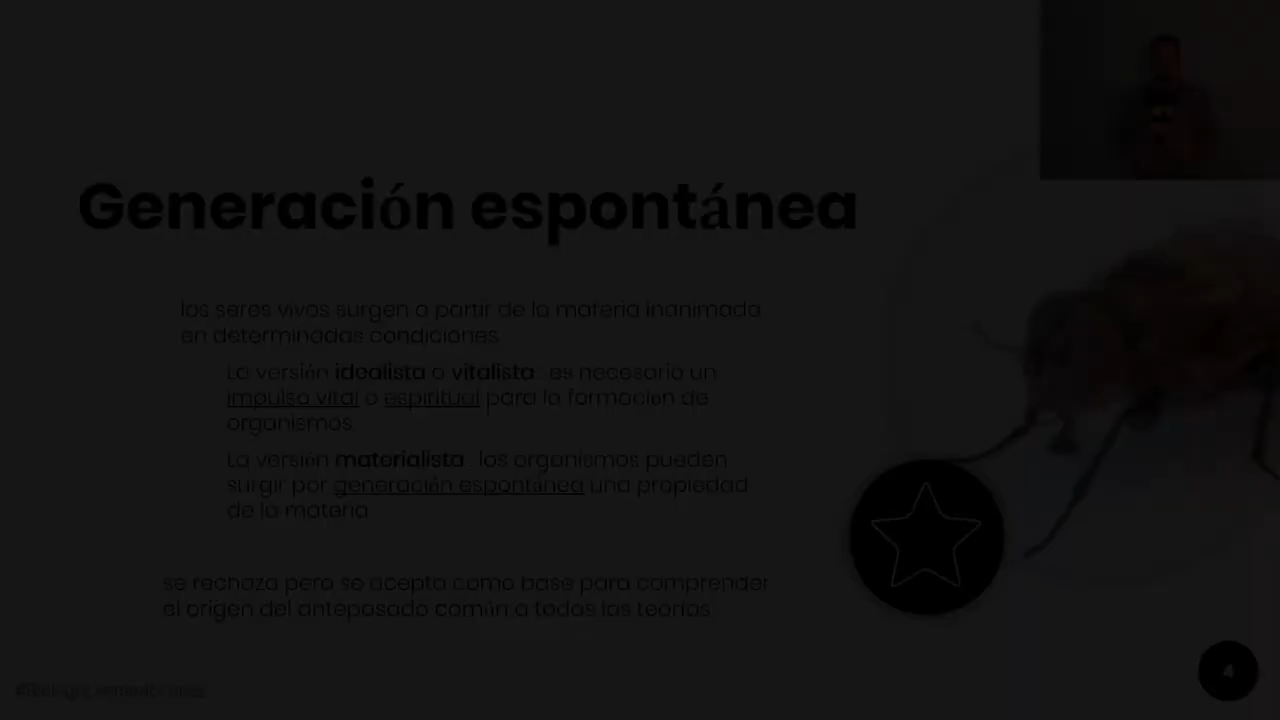 Generación espontánea
los seres vivos surgen a partir de la materia inanimada
en determinadas condiciones
La versión idealista o vitalista : es necesario un
impulso vital o espiritual para la formación de
organismos.
La versión materialista : los organismos pueden
surgir por generación espontánea una propiedad
de la materia
se rechaza pero se acepta como base para comprender
el origen del antepasado común a todas las teorías.
4